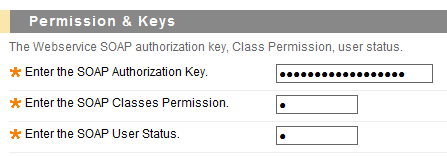 Permission & Keys
The Webservice SOAP authorization key, Class Permission, user status.
* Enter the SOAP Authorization Key. ••••••••••••••••••
* Enter the SOAP Classes Permission. •
* Enter the SOAP User Status. •